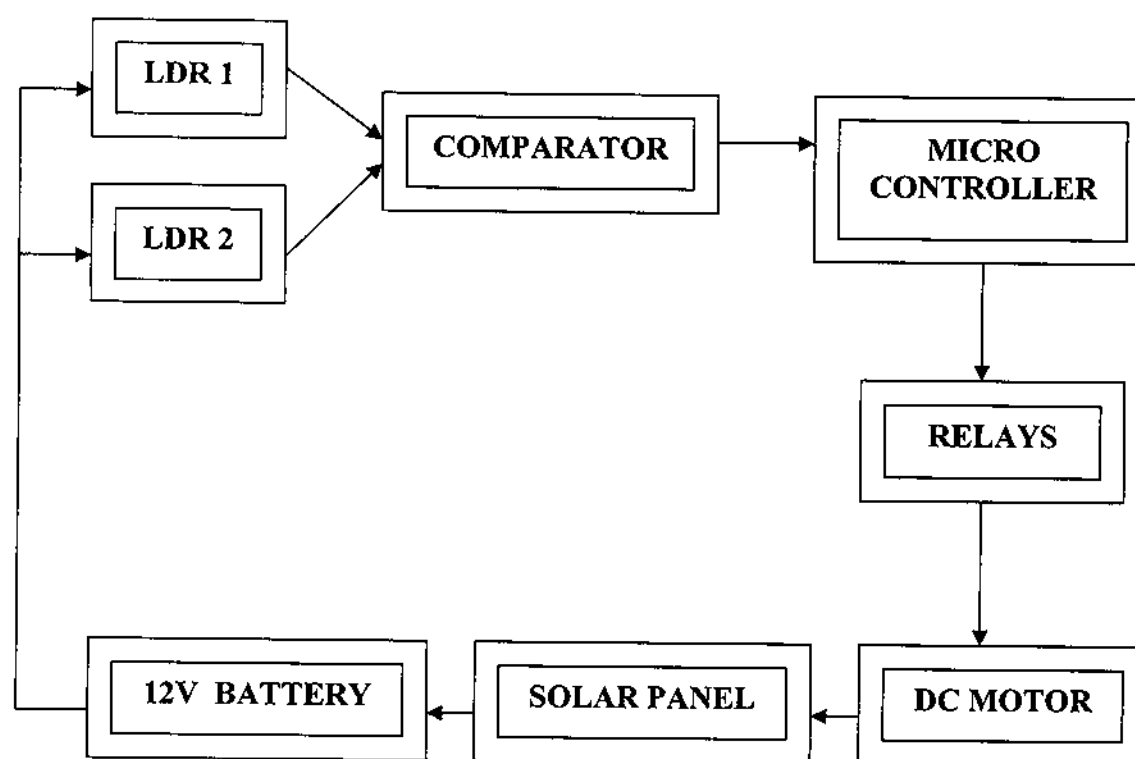 LDR 1
LDR 2
COMPARATOR
MICRO
CONTROLLER
RELAYS
DC MOTOR
SOLAR PANEL
12V BATTERY